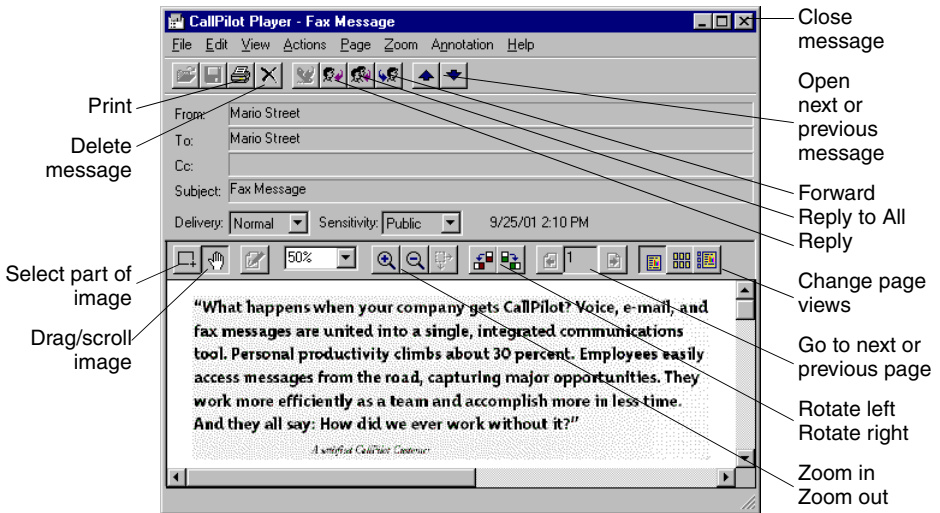 CallPilot Player - Fax Message
File Edit View Actions Page Zoom Annotation Help
From: Mario Street
To: Mario Street
Cc:
Subject: Fax Message
Delivery: Normal Sensitivity: Public 9/25/01 2:10 PM
50% 1
“What happens when your company gets CallPilot? Voice, e-mail, and
fax messages are united into a single, integrated communications
tool. Personal productivity climbs about 30 percent. Employees easily
access messages from the road, capturing major opportunities. They
work more efficiently as a team and accomplish more in less time.
And they all say: How did we ever work without it?”
A satisfied CallPilot Customer
Print
Delete
message
Select part of
image
Drag/scroll
image
Close
message
Open
next or
previous
message
Forward
Reply to All
Reply
Change page
views
Go to next or
previous page
Rotate left
Rotate right
Zoom in
Zoom out